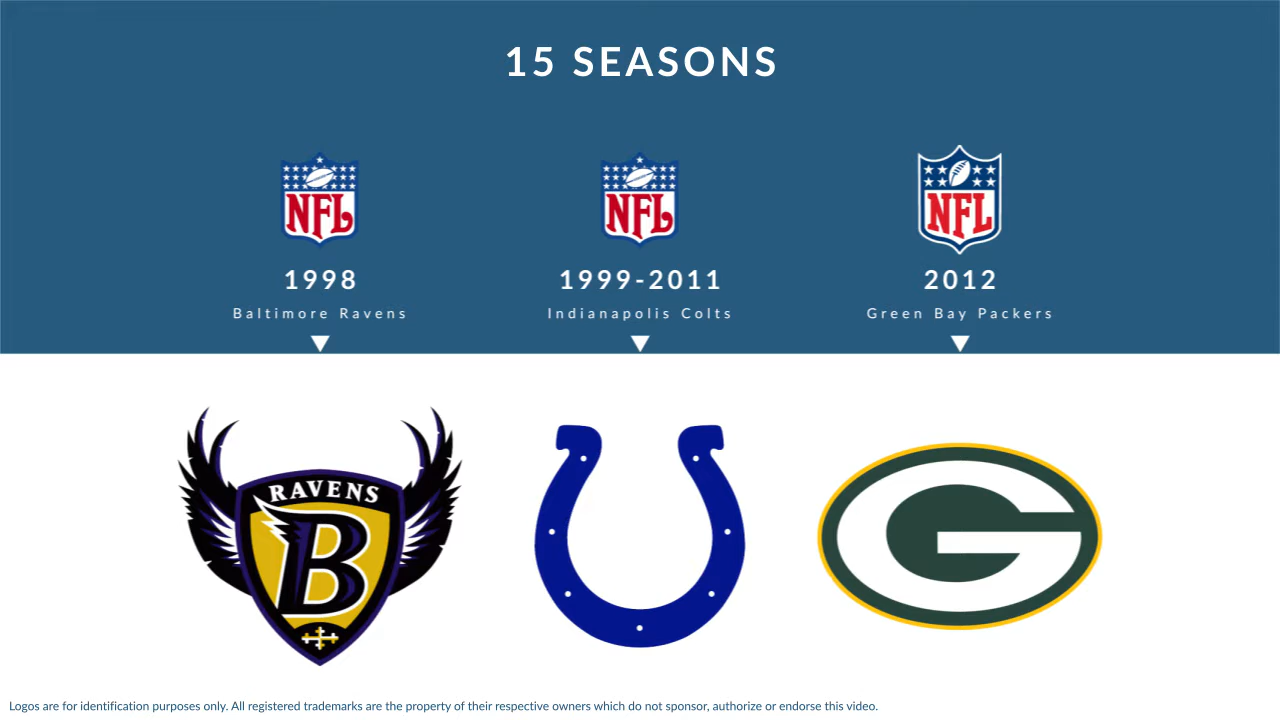 15 SEASONS
NFL NFL NFL
1998 1999-2011 2012
Baltimore Ravens Indianapolis Colts Green Bay Packers
RAVENS
B
G
Logos are for identification purposes only. All registered trademarks are the property of their respective owners which do not sponsor, authorize or endorse this video.